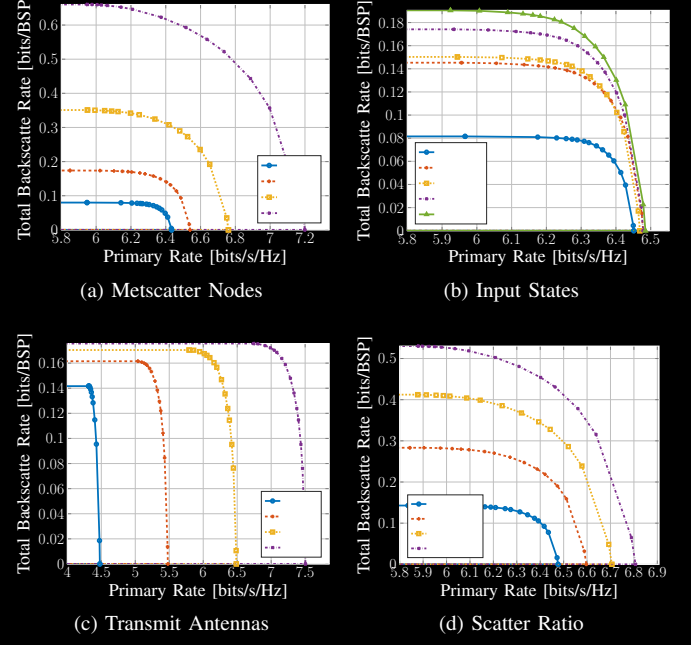 Total Backscatte Rate [bits/BSP]
0.6
0.5
0.4
0.3
0.2
0.1
0
5.8 6 6.2 6.4 6.6 6.8 7 7.2
Primary Rate [bits/s/Hz]
(a) Metscatter Nodes
Total Backscatte Rate [bits/BSP]
0.18
0.16
0.14
0.12
0.1
0.08
0.06
0.04
0.02
0
5.8 5.9 6 6.1 6.2 6.3 6.4 6.5
Primary Rate [bits/s/Hz]
(b) Input States
Total Backscatte Rate [bits/BSP]
0.16
0.14
0.12
0.1
0.08
0.06
0.04
0.02
0
4 4.5 5 5.5 6 6.5 7 7.5
Primary Rate [bits/s/Hz]
(c) Transmit Antennas
Total Backscatte Rate [bits/BSP]
0.5
0.4
0.3
0.2
0.1
0
5.8 5.9 6 6.1 6.2 6.3 6.4 6.5 6.6 6.7 6.8 6.9
Primary Rate [bits/s/Hz]
(d) Scatter Ratio